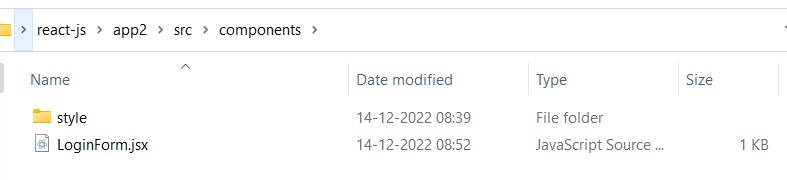 react-js > app2 > src > components >
Name Date modified Type Size
style 14-12-2022 08:39 File folder
LoginForm.jsx 14-12-2022 08:52 JavaScript Source ... 1 KB